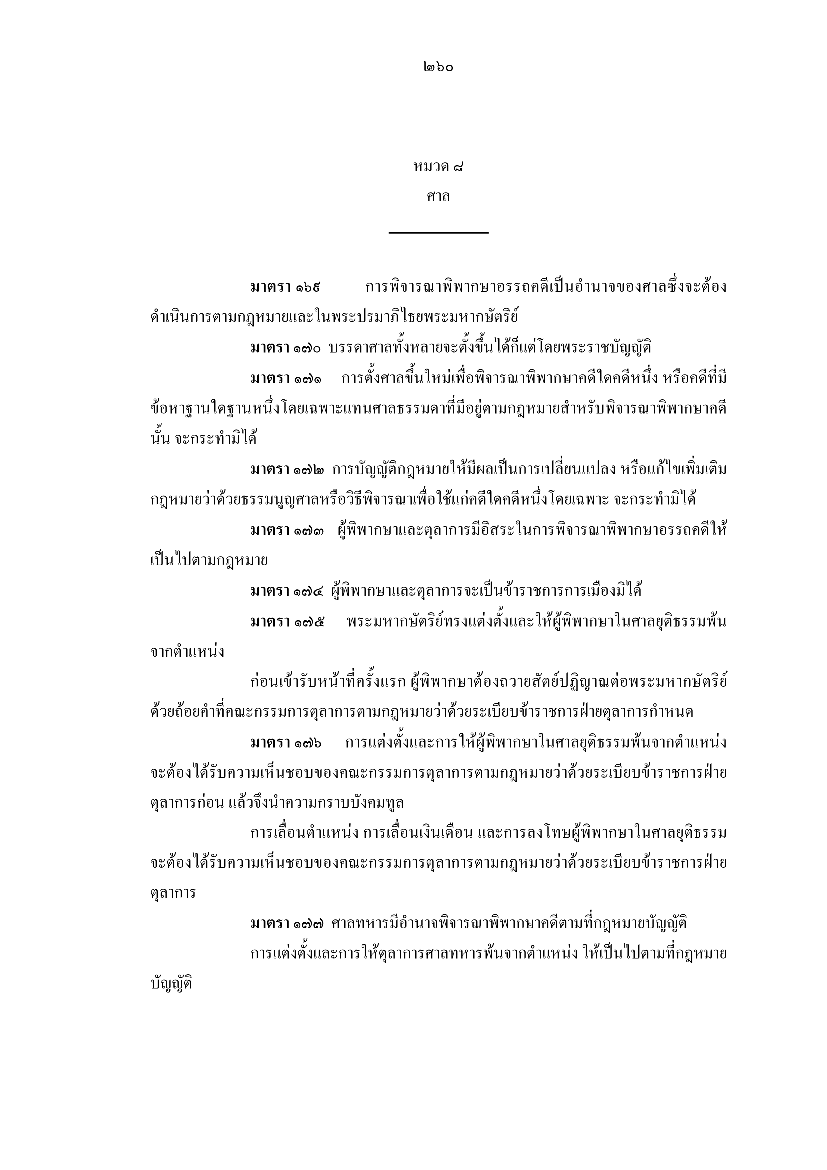 ๒๖๐
หมวด ๘
ศาล
มาตรา ๑๖๙ การพิจารณาพิพากษาอรรถคดีเป็นอำนาจของศาลซึ่งจะต้อง
ดำเนินการตามกฎหมายและในพระปรมาภิไธยพระมหากษัตริย์
มาตรา ๑๗๐ บรรดาศาลทั้งหลายจะตั้งขึ้นได้ก็แต่โดยพระราชบัญญัติ
มาตรา ๑๗๑ การตั้งศาลขึ้นใหม่เพื่อพิจารณาพิพากษาคดีใดคดีหนึ่ง หรือคดีที่มี
ข้อหาฐานใดฐานหนึ่งโดยเฉพาะแทนศาลธรรมดาที่มีอยู่ตามกฎหมายสำหรับพิจารณาพิพากษาคดี
นั้น จะกระทำมิได้
มาตรา ๑๗๒ การบัญญัติกฎหมายให้มีผลเป็นการเปลี่ยนแปลง หรือแก้ไขเพิ่มเติม
กฎหมายว่าด้วยธรรมนูญศาลหรือวิธีพิจารณาเพื่อใช้แก่คดีใดคดีหนึ่งโดยเฉพาะ จะกระทำมิได้
มาตรา ๑๗๓ ผู้พิพากษาและตุลาการมีอิสระในการพิจารณาพิพากษาอรรถคดีให้
เป็นไปตามกฎหมาย
มาตรา ๑๗๔ ผู้พิพากษาและตุลาการจะเป็นข้าราชการการเมืองมิได้
มาตรา ๑๗๕ พระมหากษัตริย์ทรงแต่งตั้งและให้ผู้พิพากษาในศาลยุติธรรมพ้น
จากตำแหน่ง
ก่อนเข้ารับหน้าที่ครั้งแรก ผู้พิพากษาต้องถวายสัตย์ปฏิญาณต่อพระมหากษัตริย์
ด้วยถ้อยคำที่คณะกรรมการตุลาการตามกฎหมายว่าด้วยระเบียบข้าราชการฝ่ายตุลาการกำหนด
มาตรา ๑๗๖ การแต่งตั้งและการให้ผู้พิพากษาในศาลยุติธรรมพ้นจากตำแหน่ง
จะต้องได้รับความเห็นชอบของคณะกรรมการตุลาการตามกฎหมายว่าด้วยระเบียบข้าราชการฝ่าย
ตุลาการก่อน แล้วจึงนำความกราบบังคมทูล
การเลื่อนตำแหน่ง การเลื่อนเงินเดือน และการลงโทษผู้พิพากษาในศาลยุติธรรม
จะต้องได้รับความเห็นชอบของคณะกรรมการตุลาการตามกฎหมายว่าด้วยระเบียบข้าราชการฝ่าย
ตุลาการ
มาตรา ๑๗๗ ศาลทหารมีอำนาจพิจารณาพิพากษาคดีตามที่กฎหมายบัญญัติ
การแต่งตั้งและการให้ตุลาการศาลทหารพ้นจากตำแหน่ง ให้เป็นไปตามที่กฎหมาย
บัญญัติ